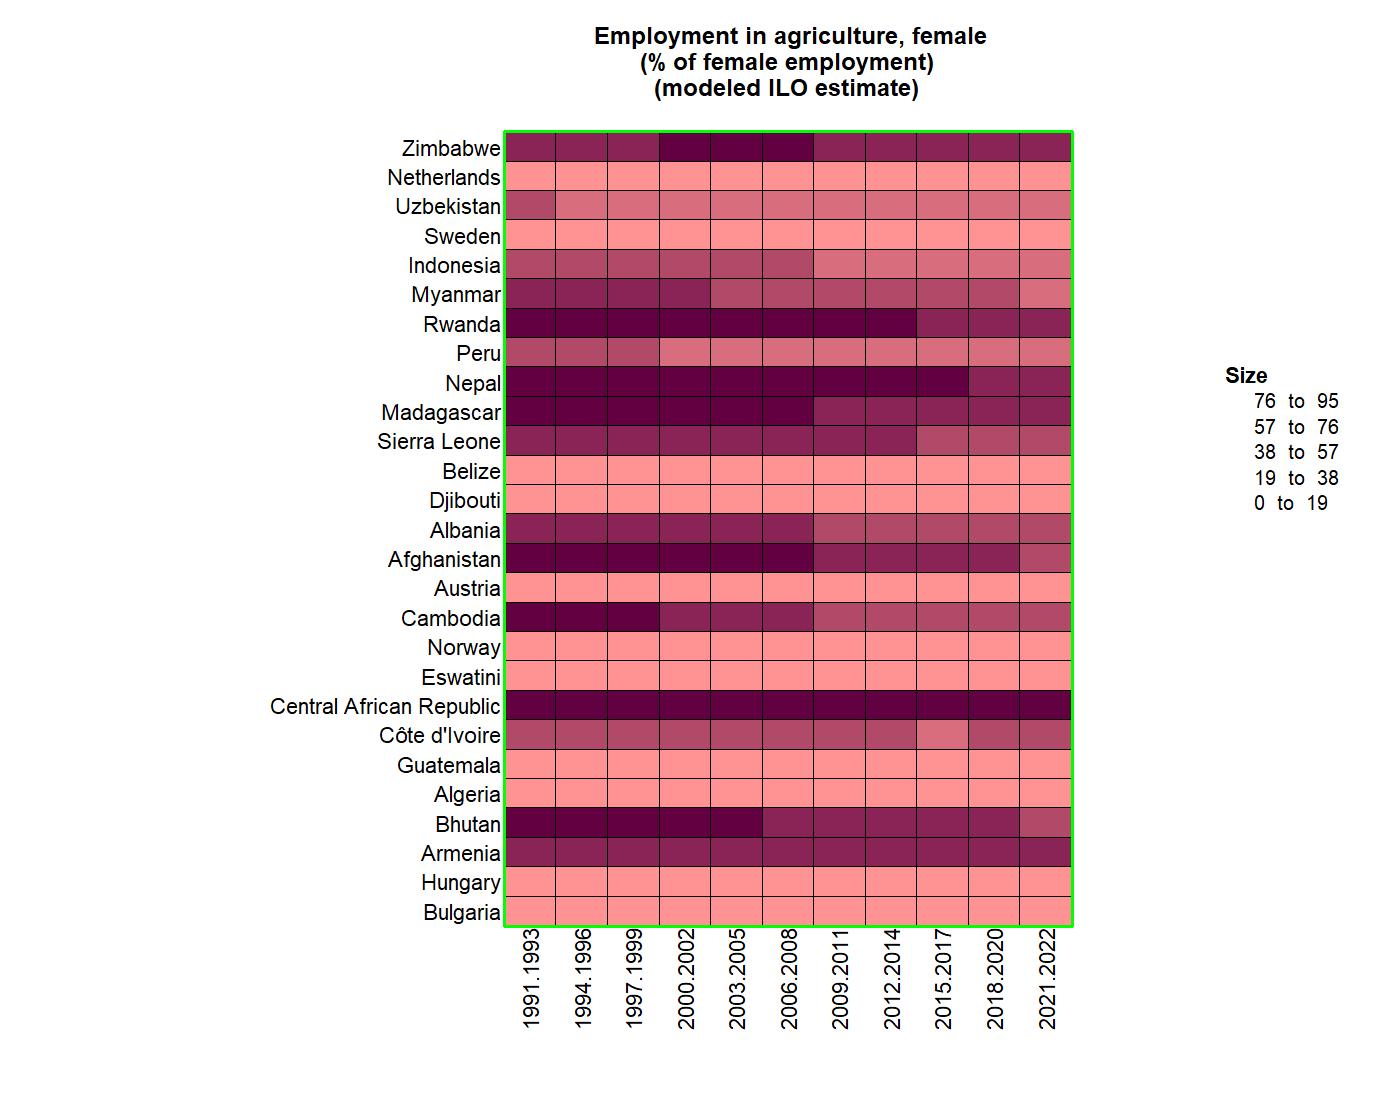 Employment in agriculture, female
(% of female employment)
(modeled ILO estimate)
Zimbabwe
Netherlands
Uzbekistan
Sweden
Indonesia
Myanmar
Rwanda
Peru
Nepal
Madagascar
Sierra Leone
Belize
Djibouti
Albania
Afghanistan
Austria
Cambodia
Norway
Eswatini
Central African Republic
Côte d'Ivoire
Guatemala
Algeria
Bhutan
Armenia
Hungary
Bulgaria
1991.1993
1994.1996
1997.1999
2000.2002
2003.2005
2006.2008
2009.2011
2012.2014
2015.2017
2018.2020
2021.2022
Size
76 to 95
57 to 76
38 to 57
19 to 38
0 to 19